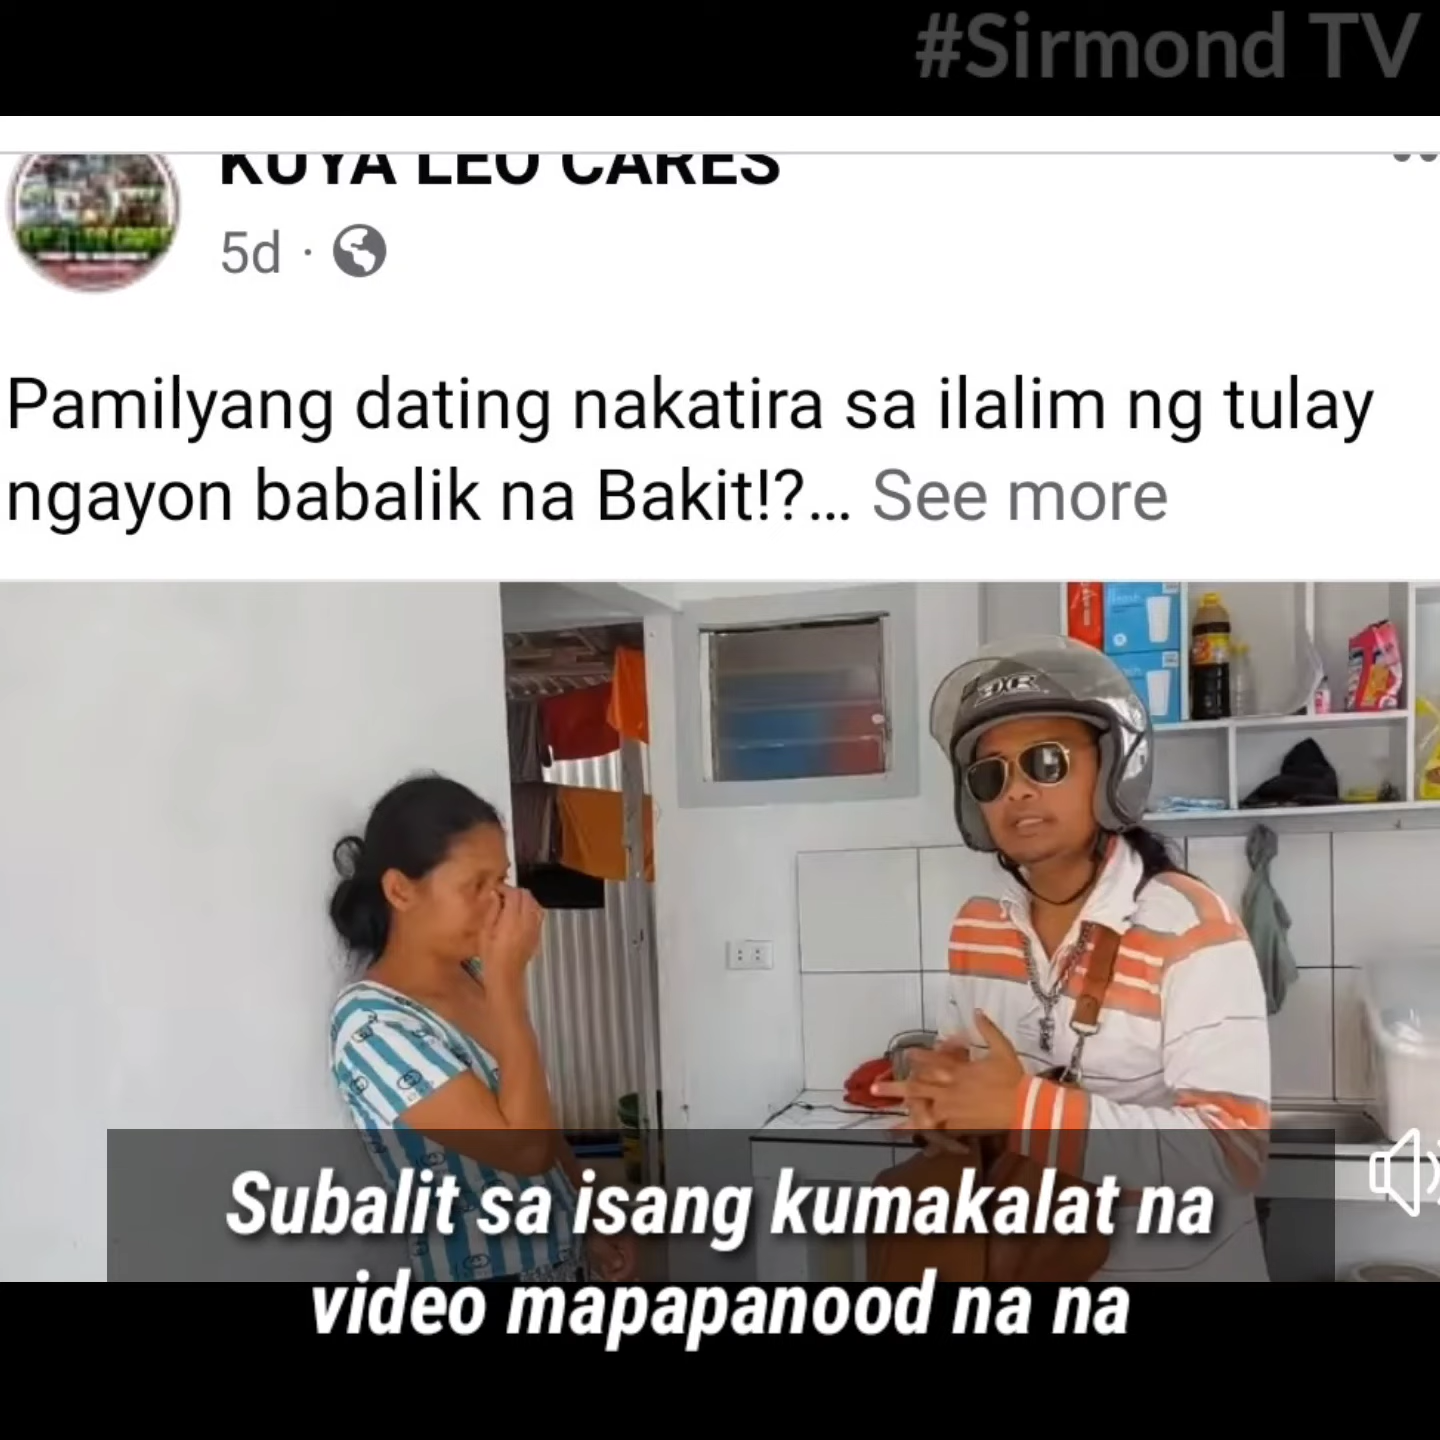 #Sirmond TV
KUYA LEO CARES
5d ·
Pamilyang dating nakatira sa ilalim ng tulay
ngayon babalik na Bakit!?... See more
Subalit sa isang kumakalat na
video mapapanood na na